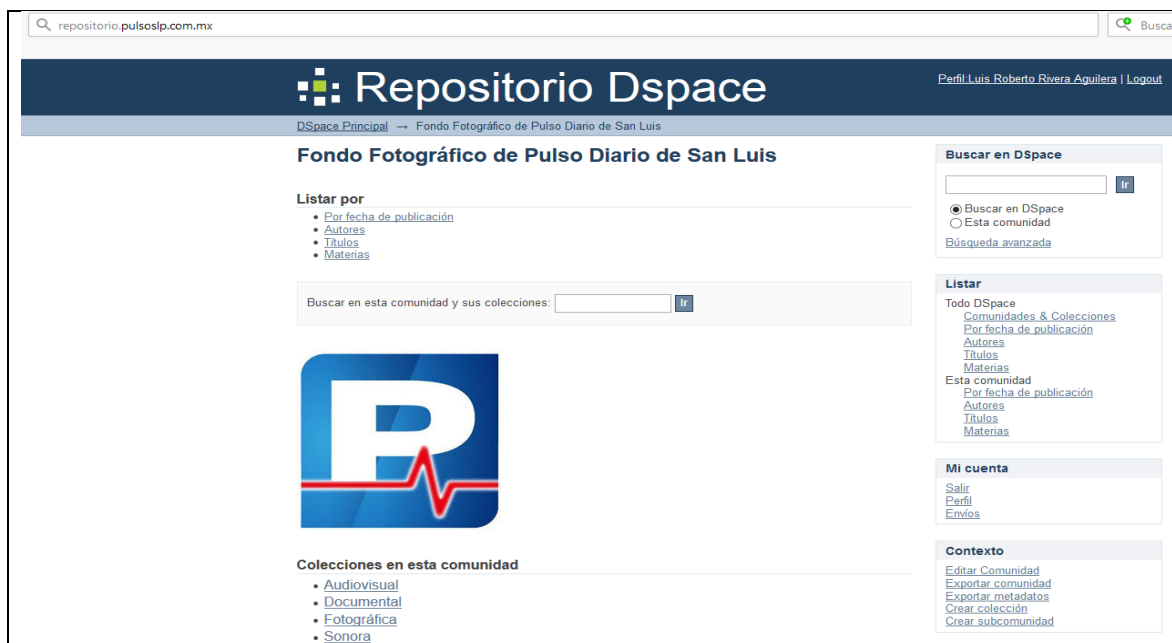 repositorio.pulsoslp.com.mx
Busca
Repositorio Dspace
Perfil:Luis Roberto Rivera Aguilera | Logout
DSpace Principal → Fondo Fotográfico de Pulso Diario de San Luis
Fondo Fotográfico de Pulso Diario de San Luis
Listar por
Por fecha de publicación
Autores
Títulos
Materias
Buscar en esta comunidad y sus colecciones:
Ir
P
Colecciones en esta comunidad
Audiovisual
Documental
Fotográfica
Sonora
Buscar en DSpace
Ir
Buscar en DSpace
Esta comunidad
Búsqueda avanzada
Listar
Todo DSpace
Comunidades & Colecciones
Por fecha de publicación
Autores
Títulos
Materias
Esta comunidad
Por fecha de publicación
Autores
Títulos
Materias
Mi cuenta
Salir
Perfil
Envíos
Contexto
Editar Comunidad
Exportar comunidad
Exportar metadatos
Crear colección
Crear subcomunidad